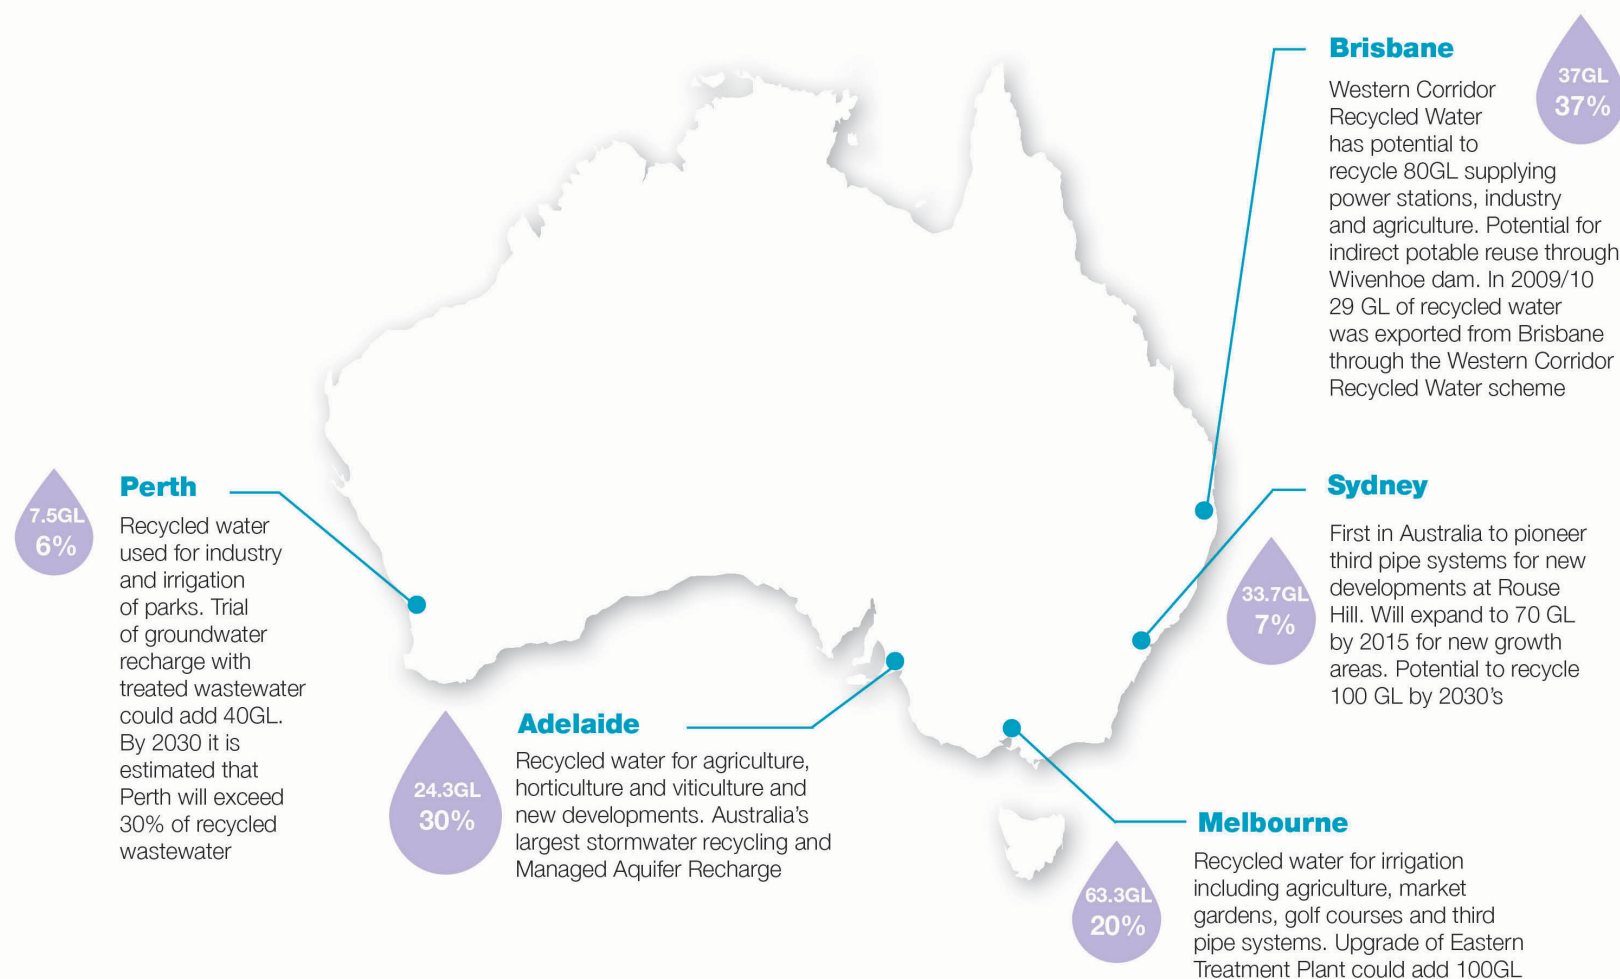 Brisbane
37GL
37%
Western Corridor
Recycled Water
has potential to
recycle 80GL supplying
power stations, industry
and agriculture. Potential for
indirect potable reuse through
Wivenhoe dam. In 2009/10
29 GL of recycled water
was exported from Brisbane
through the Western Corridor
Recycled Water scheme
Perth
7.5GL
6%
Recycled water
used for industry
and irrigation
of parks. Trial
of groundwater
recharge with
treated wastewater
could add 40GL.
By 2030 it is
estimated that
Perth will exceed
30% of recycled
wastewater
Sydney
33.7GL
7%
First in Australia to pioneer
third pipe systems for new
developments at Rouse
Hill. Will expand to 70 GL
by 2015 for new growth
areas. Potential to recycle
100 GL by 2030's
Adelaide
24.3GL
30%
Recycled water for agriculture,
horticulture and viticulture and
new developments. Australia's
largest stormwater recycling and
Managed Aquifer Recharge
Melbourne
63.3GL
20%
Recycled water for irrigation
including agriculture, market
gardens, golf courses and third
pipe systems. Upgrade of Eastern
Treatment Plant could add 100GL